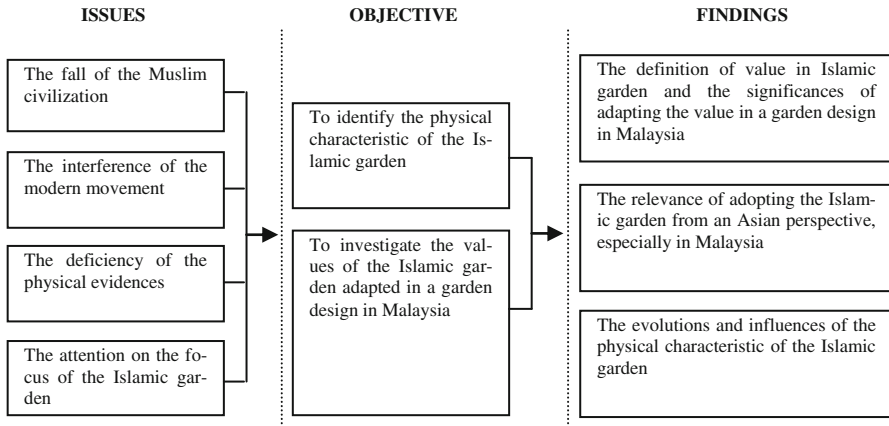 ISSUES
The fall of the Muslim
civilization
The interference of the
modern movement
The deficiency of the
physical evidences
The attention on the fo-
cus of the Islamic gar-
den
OBJECTIVE
To identify the physical
characteristic of the Is-
lamic garden
To investigate the val-
ues of the Islamic gar-
den adapted in a garden
design in Malaysia
FINDINGS
The definition of value in Islamic
garden and the significances of
adapting the value in a garden design
in Malaysia
The relevance of adopting the Islam-
ic garden from an Asian perspective,
especially in Malaysia
The evolutions and influences of the
physical characteristic of the Islamic
garden